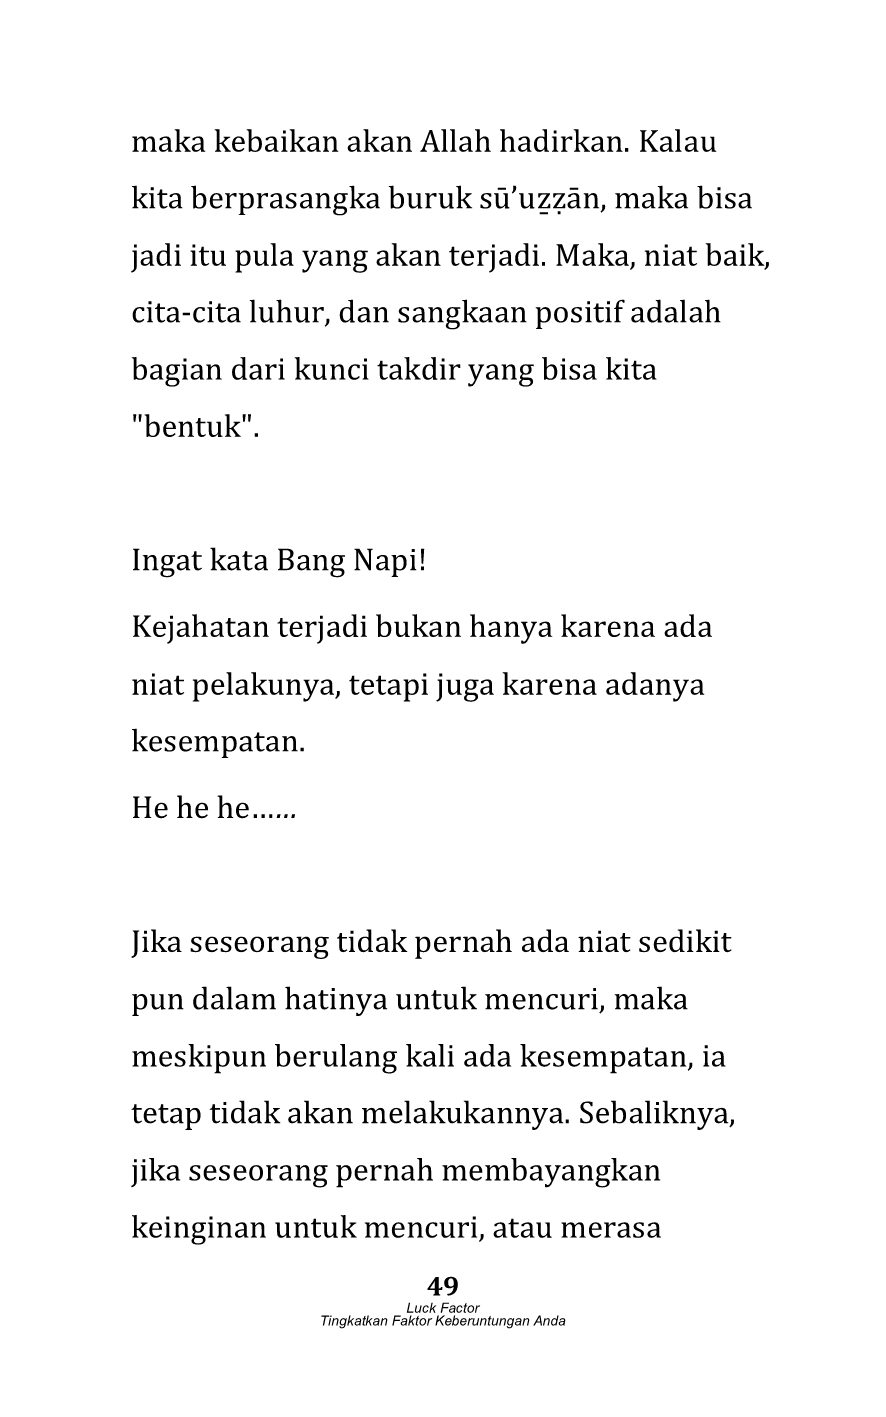 maka kebaikan akan Allah hadirkan. Kalau
kita berprasangka buruk sū’uẕẓān, maka bisa
jadi itu pula yang akan terjadi. Maka, niat baik,
cita-cita luhur, dan sangkaan positif adalah
bagian dari kunci takdir yang bisa kita
"bentuk".
Ingat kata Bang Napi!
Kejahatan terjadi bukan hanya karena ada
niat pelakunya, tetapi juga karena adanya
kesempatan.
He he he……
Jika seseorang tidak pernah ada niat sedikit
pun dalam hatinya untuk mencuri, maka
meskipun berulang kali ada kesempatan, ia
tetap tidak akan melakukannya. Sebaliknya,
jika seseorang pernah membayangkan
keinginan untuk mencuri, atau merasa
49
Luck Factor
Tingkatkan Faktor Keberuntungan Anda